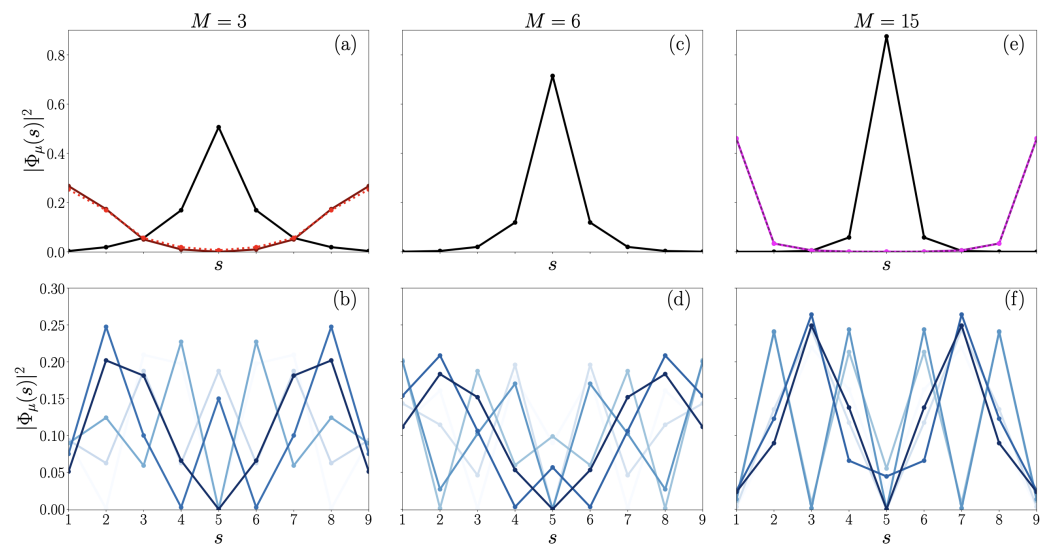 M = 3
M = 6
M = 15
(a)
(c)
(e)
|Φμ(s)|²
0.8
0.6
0.4
0.2
0.0
s
s
s
(b)
(d)
(f)
|Φμ(s)|²
0.30
0.25
0.20
0.15
0.10
0.05
0.00
1 2 3 4 5 6 7 8 9
1 2 3 4 5 6 7 8 9
1 2 3 4 5 6 7 8 9
s
s
s